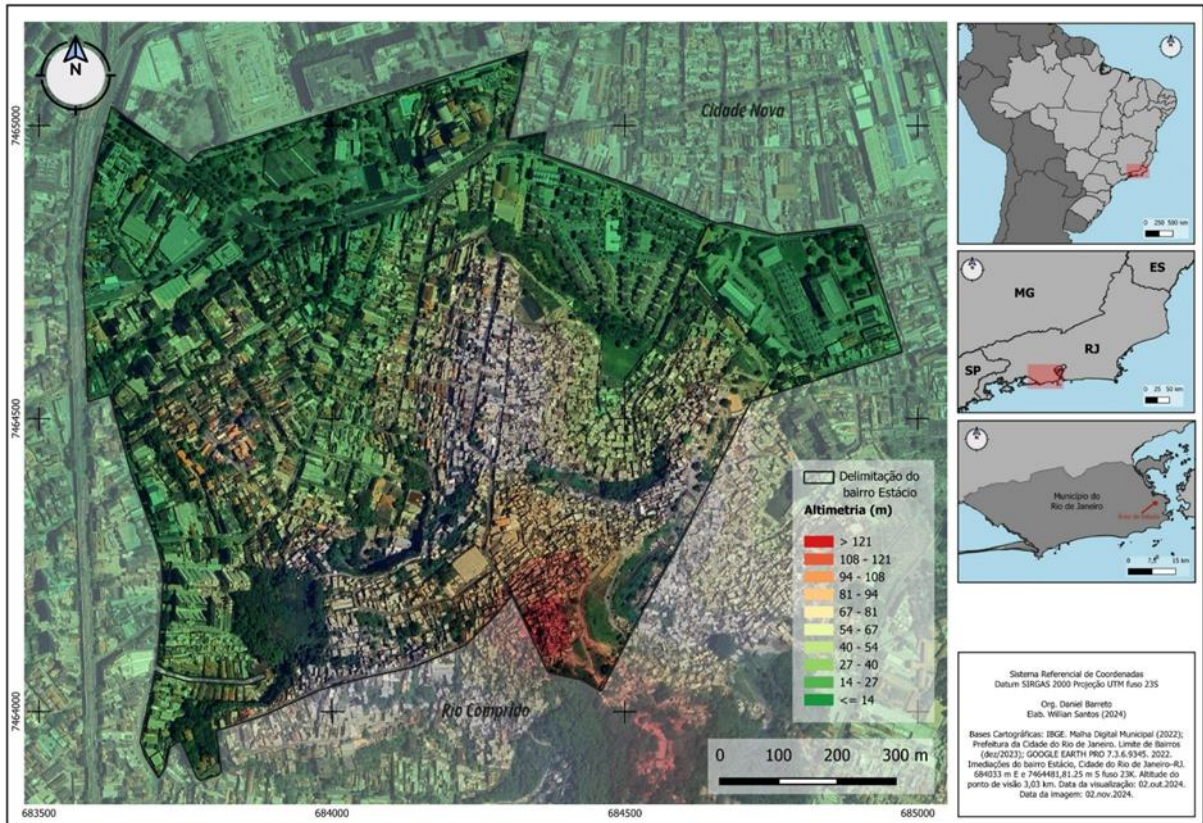 N
Cidade Nova
Rio Comprido
7465000
7464500
7464000
683500
684000
684500
685000
Delimitação do
bairro Estácio
Altimetria (m)
> 121
108 - 121
94 - 108
81 - 94
67 - 81
54 - 67
40 - 54
27 - 40
14 - 27
<= 14
0 100 200 300 m
0 250 500 km
MG
ES
RJ
SP
0 25 50 km
Município do
Rio de Janeiro
Área de Estudo
0 7,5 15 km
Sistema Referencial de Coordenadas
Datum SIRGAS 2000 Projeção UTM fuso 23S
Org. Daniel Barreto
Elab. Willian Santos (2024)
Bases Cartográficas: IBGE. Malha Digital Municipal (2022);
Prefeitura da Cidade do Rio de Janeiro. Limite de Bairros
(dez/2023); GOOGLE EARTH PRO 7.3.6.9345. 2022.
Imediações do bairro Estácio, Cidade do Rio de Janeiro-RJ.
684033 m E e 7464481,81.25 m S fuso 23K. Altitude do
ponto de visão 3,03 km. Data da visualização: 02.out.2024.
Data da imagem: 02.nov.2024.